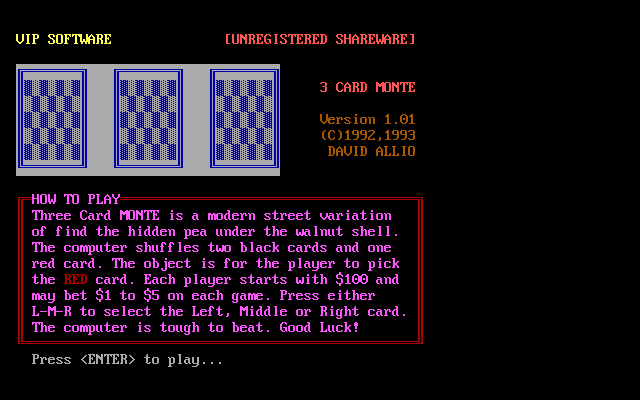 VIP SOFTWARE [UNREGISTERED SHAREWARE]
3 CARD MONTE
Version 1.01
(C)1992,1993
DAVID ALLIO
HOW TO PLAY
Three Card MONTE is a modern street variation
of find the hidden pea under the walnut shell.
The computer shuffles two black cards and one
red card. The object is for the player to pick
the RED card. Each player starts with $100 and
may bet $1 to $5 on each game. Press either
L-M-R to select the Left, Middle or Right card.
The computer is tough to beat. Good Luck!
Press <ENTER> to play...